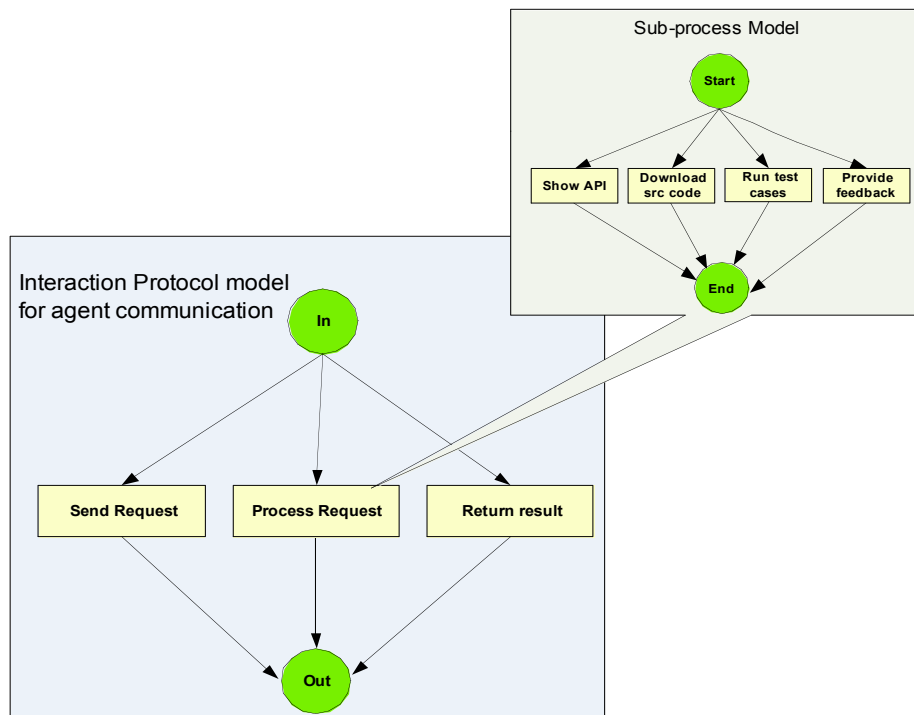 Sub-process Model
Start
Show API
Download
src code
Run test
cases
Provide
feedback
End
Interaction Protocol model
for agent communication
In
Send Request
Process Request
Return result
Out